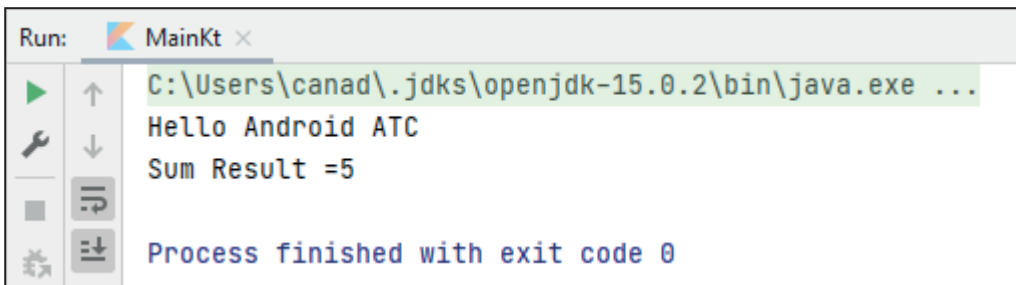 Run: MainKt
C:\Users\canad\.jdks\openjdk-15.0.2\bin\java.exe ...
Hello Android ATC
Sum Result =5
Process finished with exit code 0